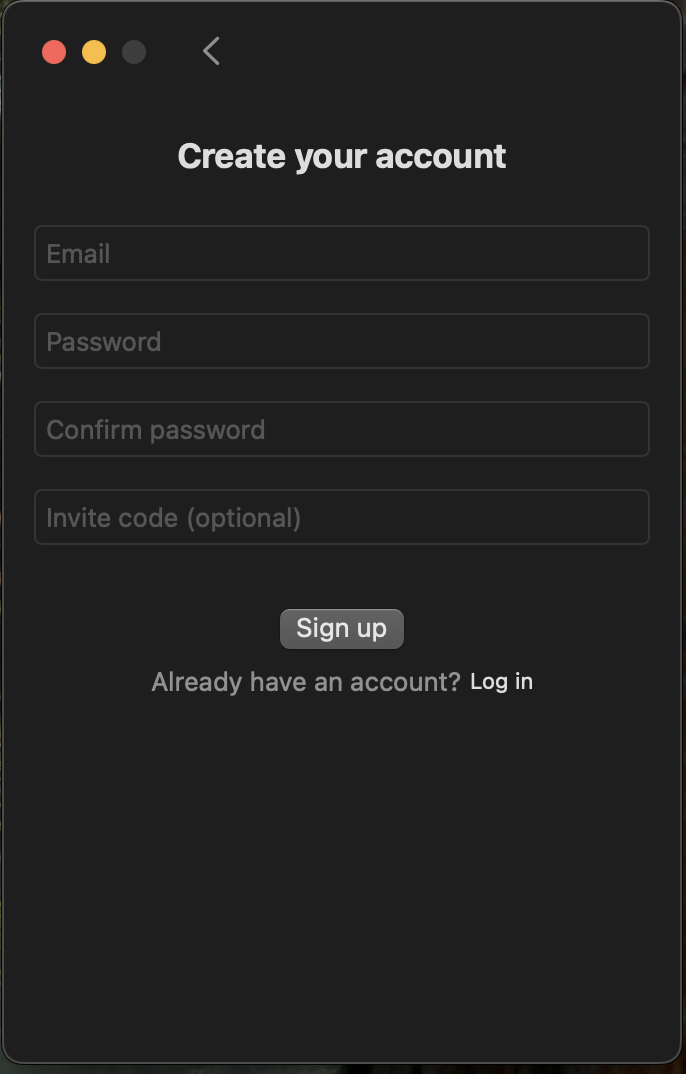 Create your account
Email
Password
Confirm password
Invite code (optional)
Sign up
Already have an account? Log in